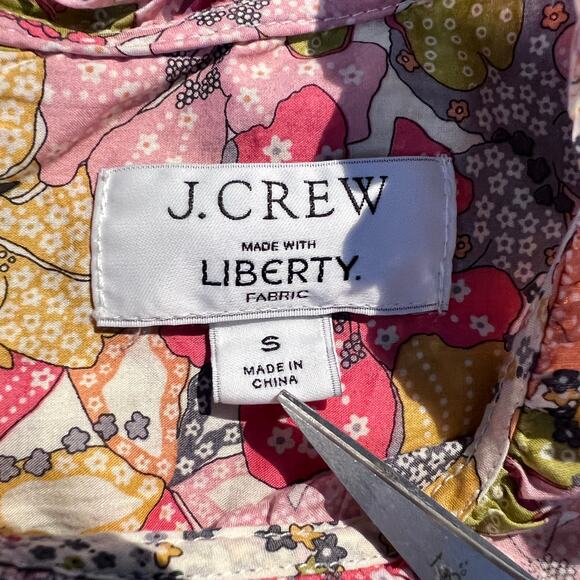 J.CREW
MADE WITH
LIBERTY.
FABRIC
S
MADE IN
CHINA